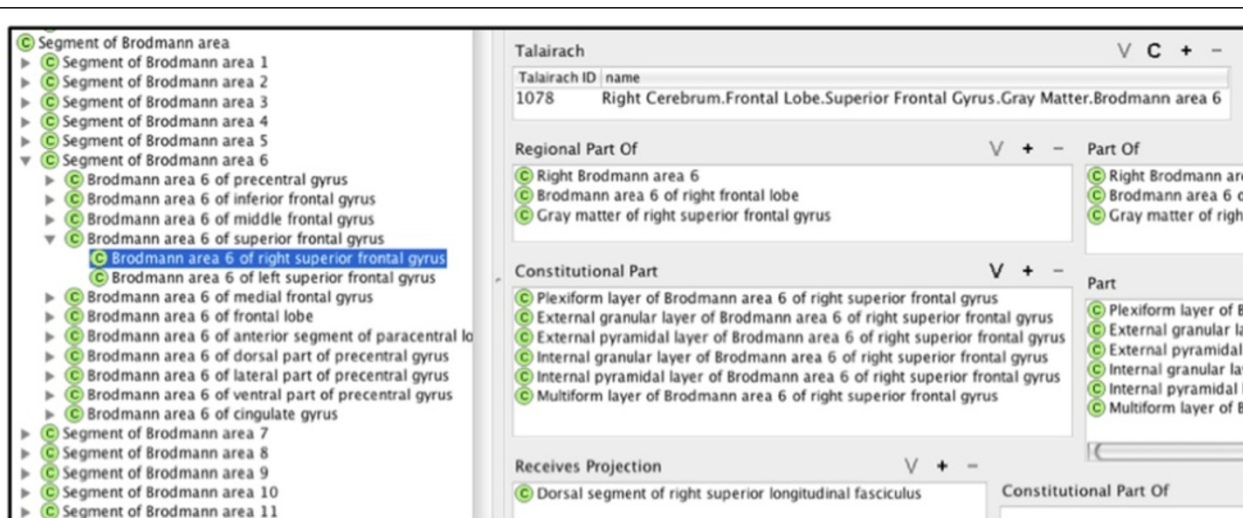 Segment of Brodmann area
Segment of Brodmann area 1
Segment of Brodmann area 2
Segment of Brodmann area 3
Segment of Brodmann area 4
Segment of Brodmann area 5
Segment of Brodmann area 6
Brodmann area 6 of precentral gyrus
Brodmann area 6 of inferior frontal gyrus
Brodmann area 6 of middle frontal gyrus
Brodmann area 6 of superior frontal gyrus
Brodmann area 6 of right superior frontal gyrus
Brodmann area 6 of left superior frontal gyrus
Brodmann area 6 of medial frontal gyrus
Brodmann area 6 of frontal lobe
Brodmann area 6 of anterior segment of paracentral lo
Brodmann area 6 of dorsal part of precentral gyrus
Brodmann area 6 of lateral part of precentral gyrus
Brodmann area 6 of ventral part of precentral gyrus
Brodmann area 6 of cingulate gyrus
Segment of Brodmann area 7
Segment of Brodmann area 8
Segment of Brodmann area 9
Segment of Brodmann area 10
Segment of Brodmann area 11
Talairach V C + -
Talairach ID name
1078 Right Cerebrum.Frontal Lobe.Superior Frontal Gyrus.Gray Matter.Brodmann area 6
Regional Part Of V + -
Right Brodmann area 6
Brodmann area 6 of right frontal lobe
Gray matter of right superior frontal gyrus
Part Of
Right Brodmann are
Brodmann area 6 o
Gray matter of righ
Constitutional Part V + -
Plexiform layer of Brodmann area 6 of right superior frontal gyrus
External granular layer of Brodmann area 6 of right superior frontal gyrus
External pyramidal layer of Brodmann area 6 of right superior frontal gyrus
Internal granular layer of Brodmann area 6 of right superior frontal gyrus
Internal pyramidal layer of Brodmann area 6 of right superior frontal gyrus
Multiform layer of Brodmann area 6 of right superior frontal gyrus
Part
Plexiform layer of B
External granular la
External pyramidal
Internal granular lay
Internal pyramidal l
Multiform layer of B
Receives Projection V + -
Dorsal segment of right superior longitudinal fasciculus
Constitutional Part Of